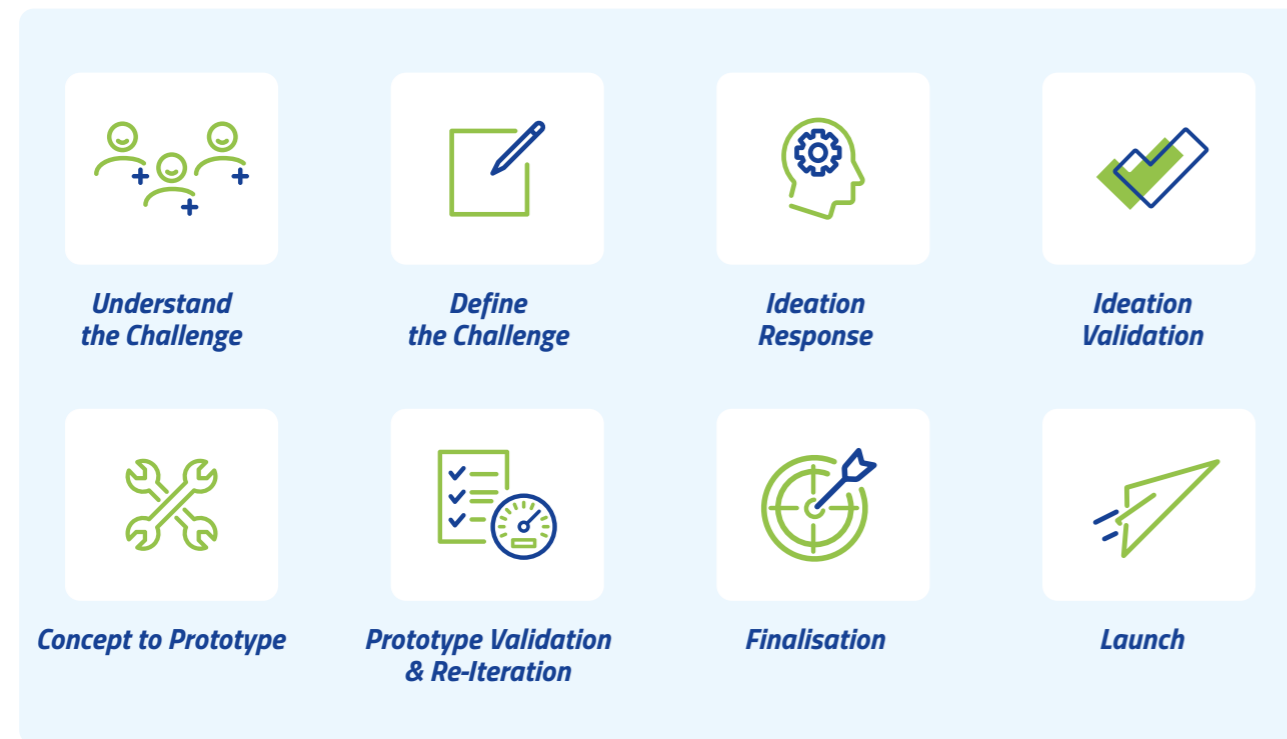 Understand
the Challenge
Define
the Challenge
Ideation
Response
Ideation
Validation
Concept to Prototype
Prototype Validation
& Re-Iteration
Finalisation
Launch